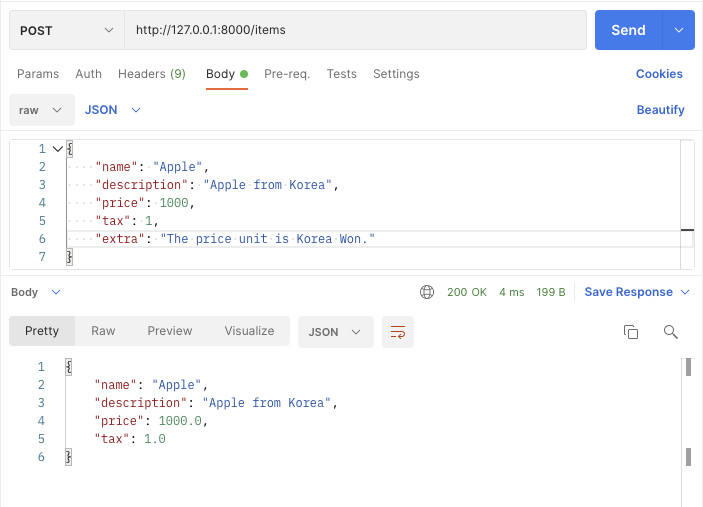 POST http://127.0.0.1:8000/items Send
Params Auth Headers (9) Body Pre-req. Tests Settings Cookies
raw JSON Beautify
1 {
2 "name": "Apple",
3 "description": "Apple from Korea",
4 "price": 1000,
5 "tax": 1,
6 "extra": "The price unit is Korea Won."
7 }
Body 200 OK 4 ms 199 B Save Response
Pretty Raw Preview Visualize JSON
1 {
2 "name": "Apple",
3 "description": "Apple from Korea",
4 "price": 1000.0,
5 "tax": 1.0
6 }